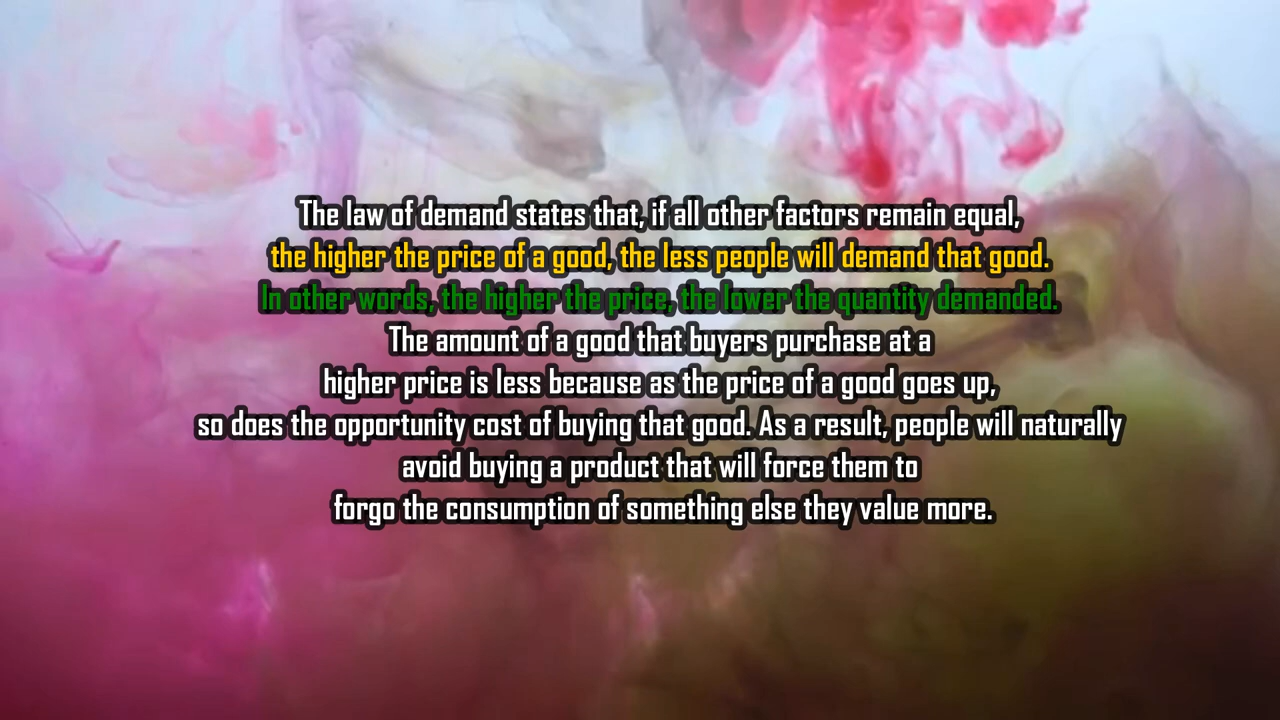 The law of demand states that, if all other factors remain equal,
the higher the price of a good, the less people will demand that good.
In other words, the higher the price, the lower the quantity demanded.
The amount of a good that buyers purchase at a
higher price is less because as the price of a good goes up,
so does the opportunity cost of buying that good. As a result, people will naturally
avoid buying a product that will force them to
forgo the consumption of something else they value more.